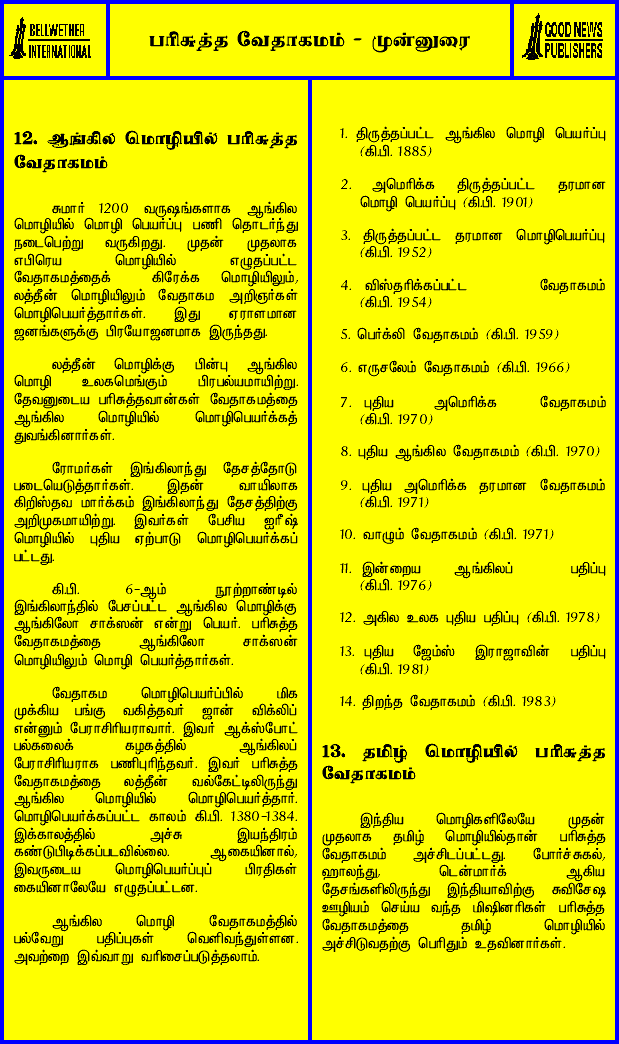 BELLWETHER
INTERNATIONAL
பரிசுத்த வேதாகமம் - முன்னுரை
GOOD NEWS
PUBLISHERS
12. ஆங்கில மொழியில் பரிசுத்த
வேதாகமம்
சுமார் 1200 வருஷங்களாக ஆங்கில
மொழியில் மொழி பெயர்ப்பு பணி தொடர்ந்து
நடைபெற்று வருகிறது. முதன் முதலாக
எபிரெய மொழியில் எழுதப்பட்ட
வேதாகமத்தைக் கிரேக்க மொழியிலும்,
லத்தீன் மொழியிலும் வேதாகம அறிஞர்கள்
மொழிபெயர்த்தார்கள். இது ஏராளமான
ஜனங்களுக்கு பிரயோஜனமாக இருந்தது.
லத்தீன் மொழிக்கு பின்பு ஆங்கில
மொழி உலகமெங்கும் பிரபல்யமாயிற்று.
தேவனுடைய பரிசுத்தவான்கள் வேதாகமத்தை
ஆங்கில மொழியில் மொழிபெயர்க்கத்
துவங்கினார்கள்.
ரோமர்கள் இங்கிலாந்து தேசத்தோடு
படையெடுத்தார்கள். இதன் வாயிலாக
கிறிஸ்தவ மார்க்கம் இங்கிலாந்து தேசத்திற்கு
அறிமுகமாயிற்று. இவர்கள் பேசிய ஐரீஷ்
மொழியில் புதிய ஏற்பாடு மொழிபெயர்க்கப்
பட்டது.
கி.பி. 6-ஆம் நூற்றாண்டில்
இங்கிலாந்தில் பேசப்பட்ட ஆங்கில மொழிக்கு
ஆங்கிலோ சாக்ஸன் என்று பெயர். பரிசுத்த
வேதாகமத்தை ஆங்கிலோ சாக்ஸன்
மொழியிலும் மொழி பெயர்த்தார்கள்.
வேதாகம மொழிபெயர்ப்பில் மிக
முக்கிய பங்கு வகித்தவர் ஜான் விக்லிப்
என்னும் பேராசிரியராவார். இவர் ஆக்ஸ்போட்
பல்கலைக் கழகத்தில் ஆங்கிலப்
பேராசிரியராக பணிபுரிந்தவர். இவர் பரிசுத்த
வேதாகமத்தை லத்தீன் வல்கேட்டிலிருந்து
ஆங்கில மொழியில் மொழிபெயர்த்தார்.
மொழிபெயர்க்கப்பட்ட காலம் கி.பி. 1380-1384.
இக்காலத்தில் அச்சு இயந்திரம்
கண்டுபிடிக்கப்படவில்லை. ஆகையினால்,
இவருடைய மொழிபெயர்ப்புப் பிரதிகள்
கையினாலேயே எழுதப்பட்டன.
ஆங்கில மொழி வேதாகமத்தில்
பல்வேறு பதிப்புகள் வெளிவந்துள்ளன.
அவற்றை இவ்வாறு வரிசைப்படுத்தலாம்.
1. திருத்தப்பட்ட ஆங்கில மொழி பெயர்ப்பு
(கி.பி. 1885)
2. அமெரிக்க திருத்தப்பட்ட தரமான
மொழி பெயர்ப்பு (கி.பி. 1901)
3. திருத்தப்பட்ட தரமான மொழிபெயர்ப்பு
(கி.பி. 1952)
4. விஸ்தரிக்கப்பட்ட வேதாகமம்
(கி.பி. 1954)
5. பெர்க்லி வேதாகமம் (கி.பி. 1959)
6. எருசலேம் வேதாகமம் (கி.பி. 1966)
7. புதிய அமெரிக்க வேதாகமம்
(கி.பி. 1970)
8. புதிய ஆங்கில வேதாகமம் (கி.பி. 1970)
9. புதிய அமெரிக்க தரமான வேதாகமம்
(கி.பி. 1971)
10. வாழும் வேதாகமம் (கி.பி. 1971)
11. இன்றைய ஆங்கிலப் பதிப்பு
(கி.பி. 1976)
12. அகில உலக புதிய பதிப்பு (கி.பி. 1978)
13. புதிய ஜேம்ஸ் இராஜாவின் பதிப்பு
(கி.பி. 1981)
14. திறந்த வேதாகமம் (கி.பி. 1983)
13. தமிழ் மொழியில் பரிசுத்த
வேதாகமம்
இந்திய மொழிகளிலேயே முதன்
முதலாக தமிழ் மொழியில்தான் பரிசுத்த
வேதாகமம் அச்சிடப்பட்டது. போர்ச்சுகல்,
ஹாலந்து, டென்மார்க் ஆகிய
தேசங்களிலிருந்து இந்தியாவிற்கு சுவிசேஷ
ஊழியம் செய்ய வந்த மிஷினரிகள் பரிசுத்த
வேதாகமத்தை தமிழ் மொழியில்
அச்சிடுவதற்கு பெரிதும் உதவினார்கள்.